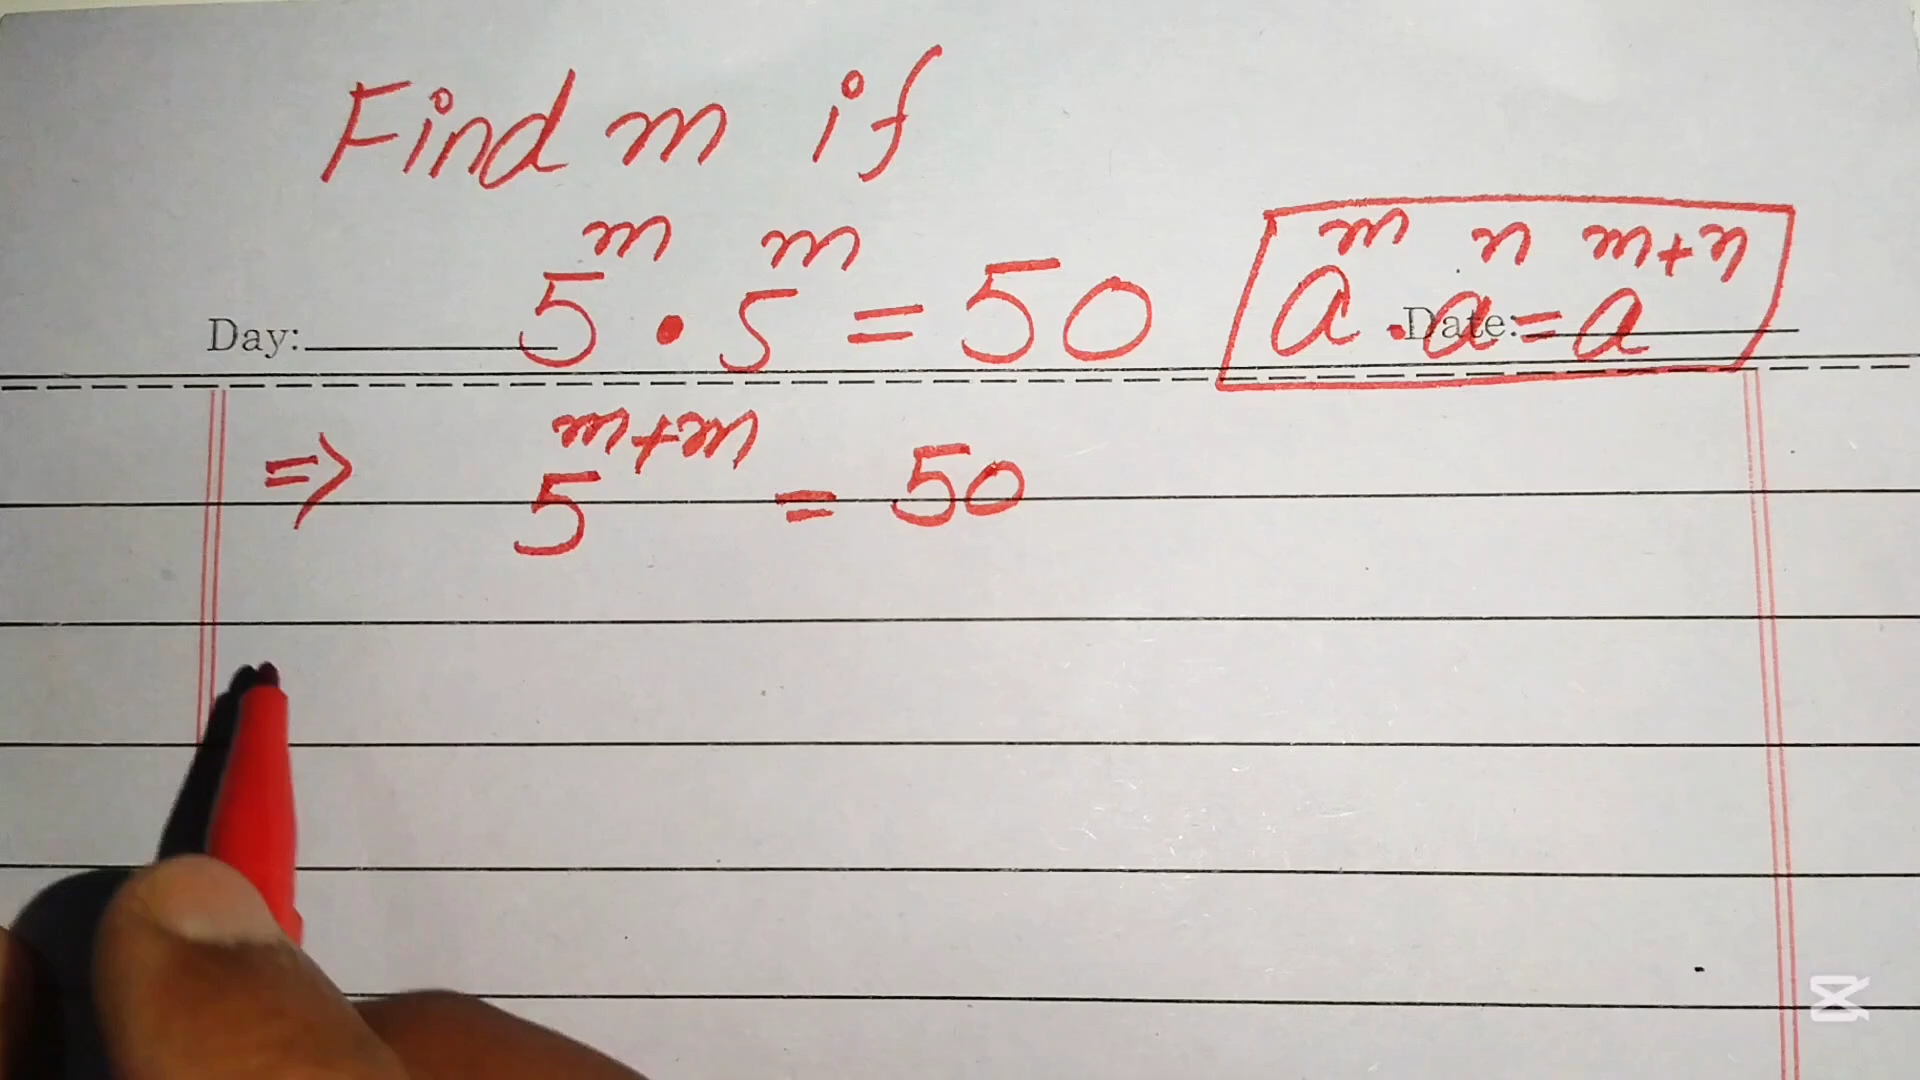 Find m if
5^m · 5^m = 50
a^m · a^n = a^{m+n}
Day:
Date:
⇒ 5^{m+m} = 50